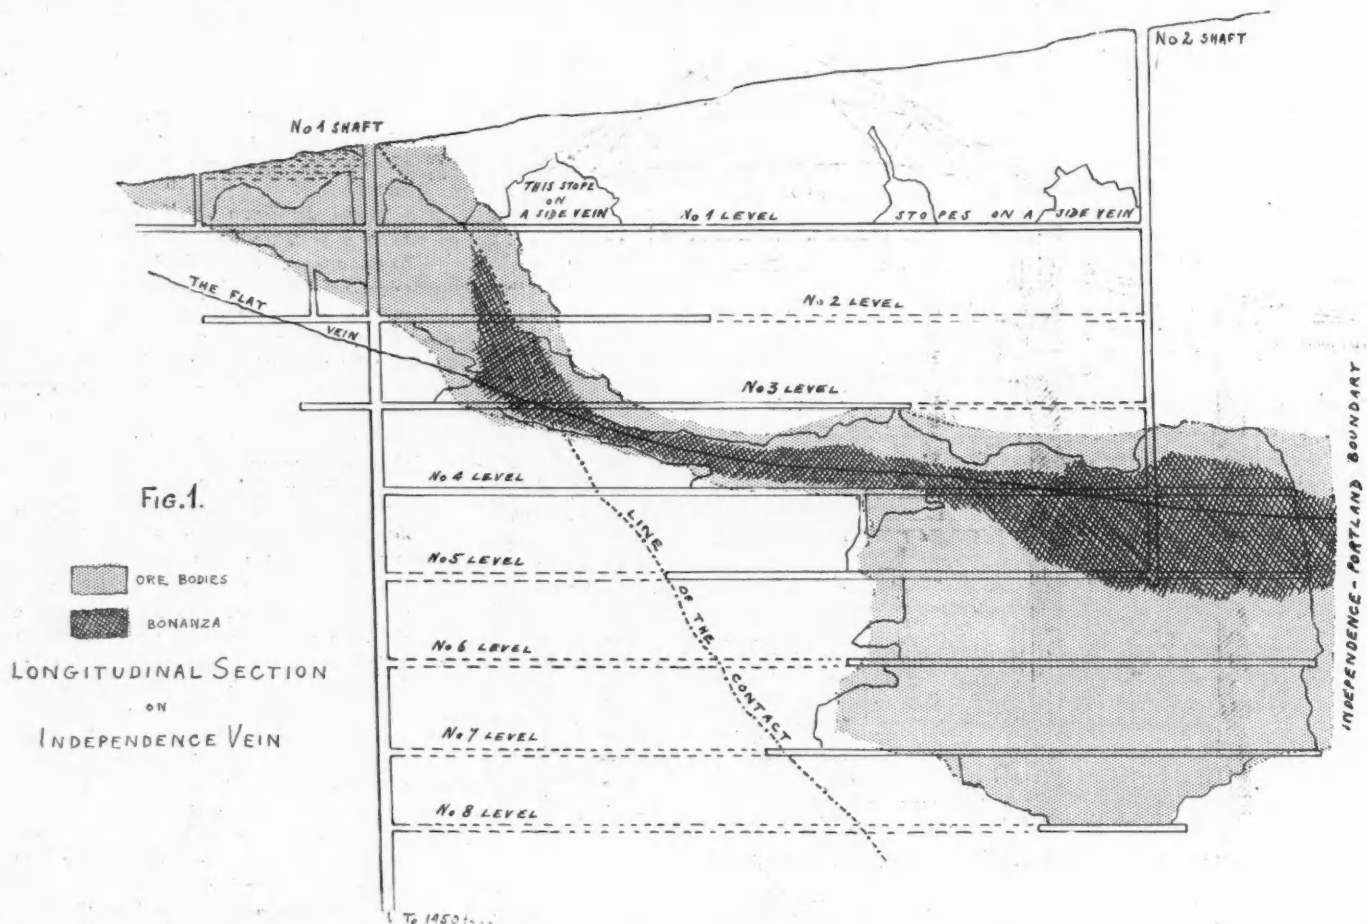 No 2 SHAFT
No 1 SHAFT
THIS STOPE
ON
A SIDE VEIN
No 1 LEVEL
STOPES ON A SIDE VEIN
THE FLAT VEIN
No 2 LEVEL
No 3 LEVEL
No 4 LEVEL
FIG. 1.
No 5 LEVEL
ORE BODIES
BONANZA
LINE OF THE CONTACT
No 6 LEVEL
LONGITUDINAL SECTION
ON
INDEPENDENCE VEIN
No 7 LEVEL
No 8 LEVEL
INDEPENDENCE - PORTLAND BOUNDARY
To 1450